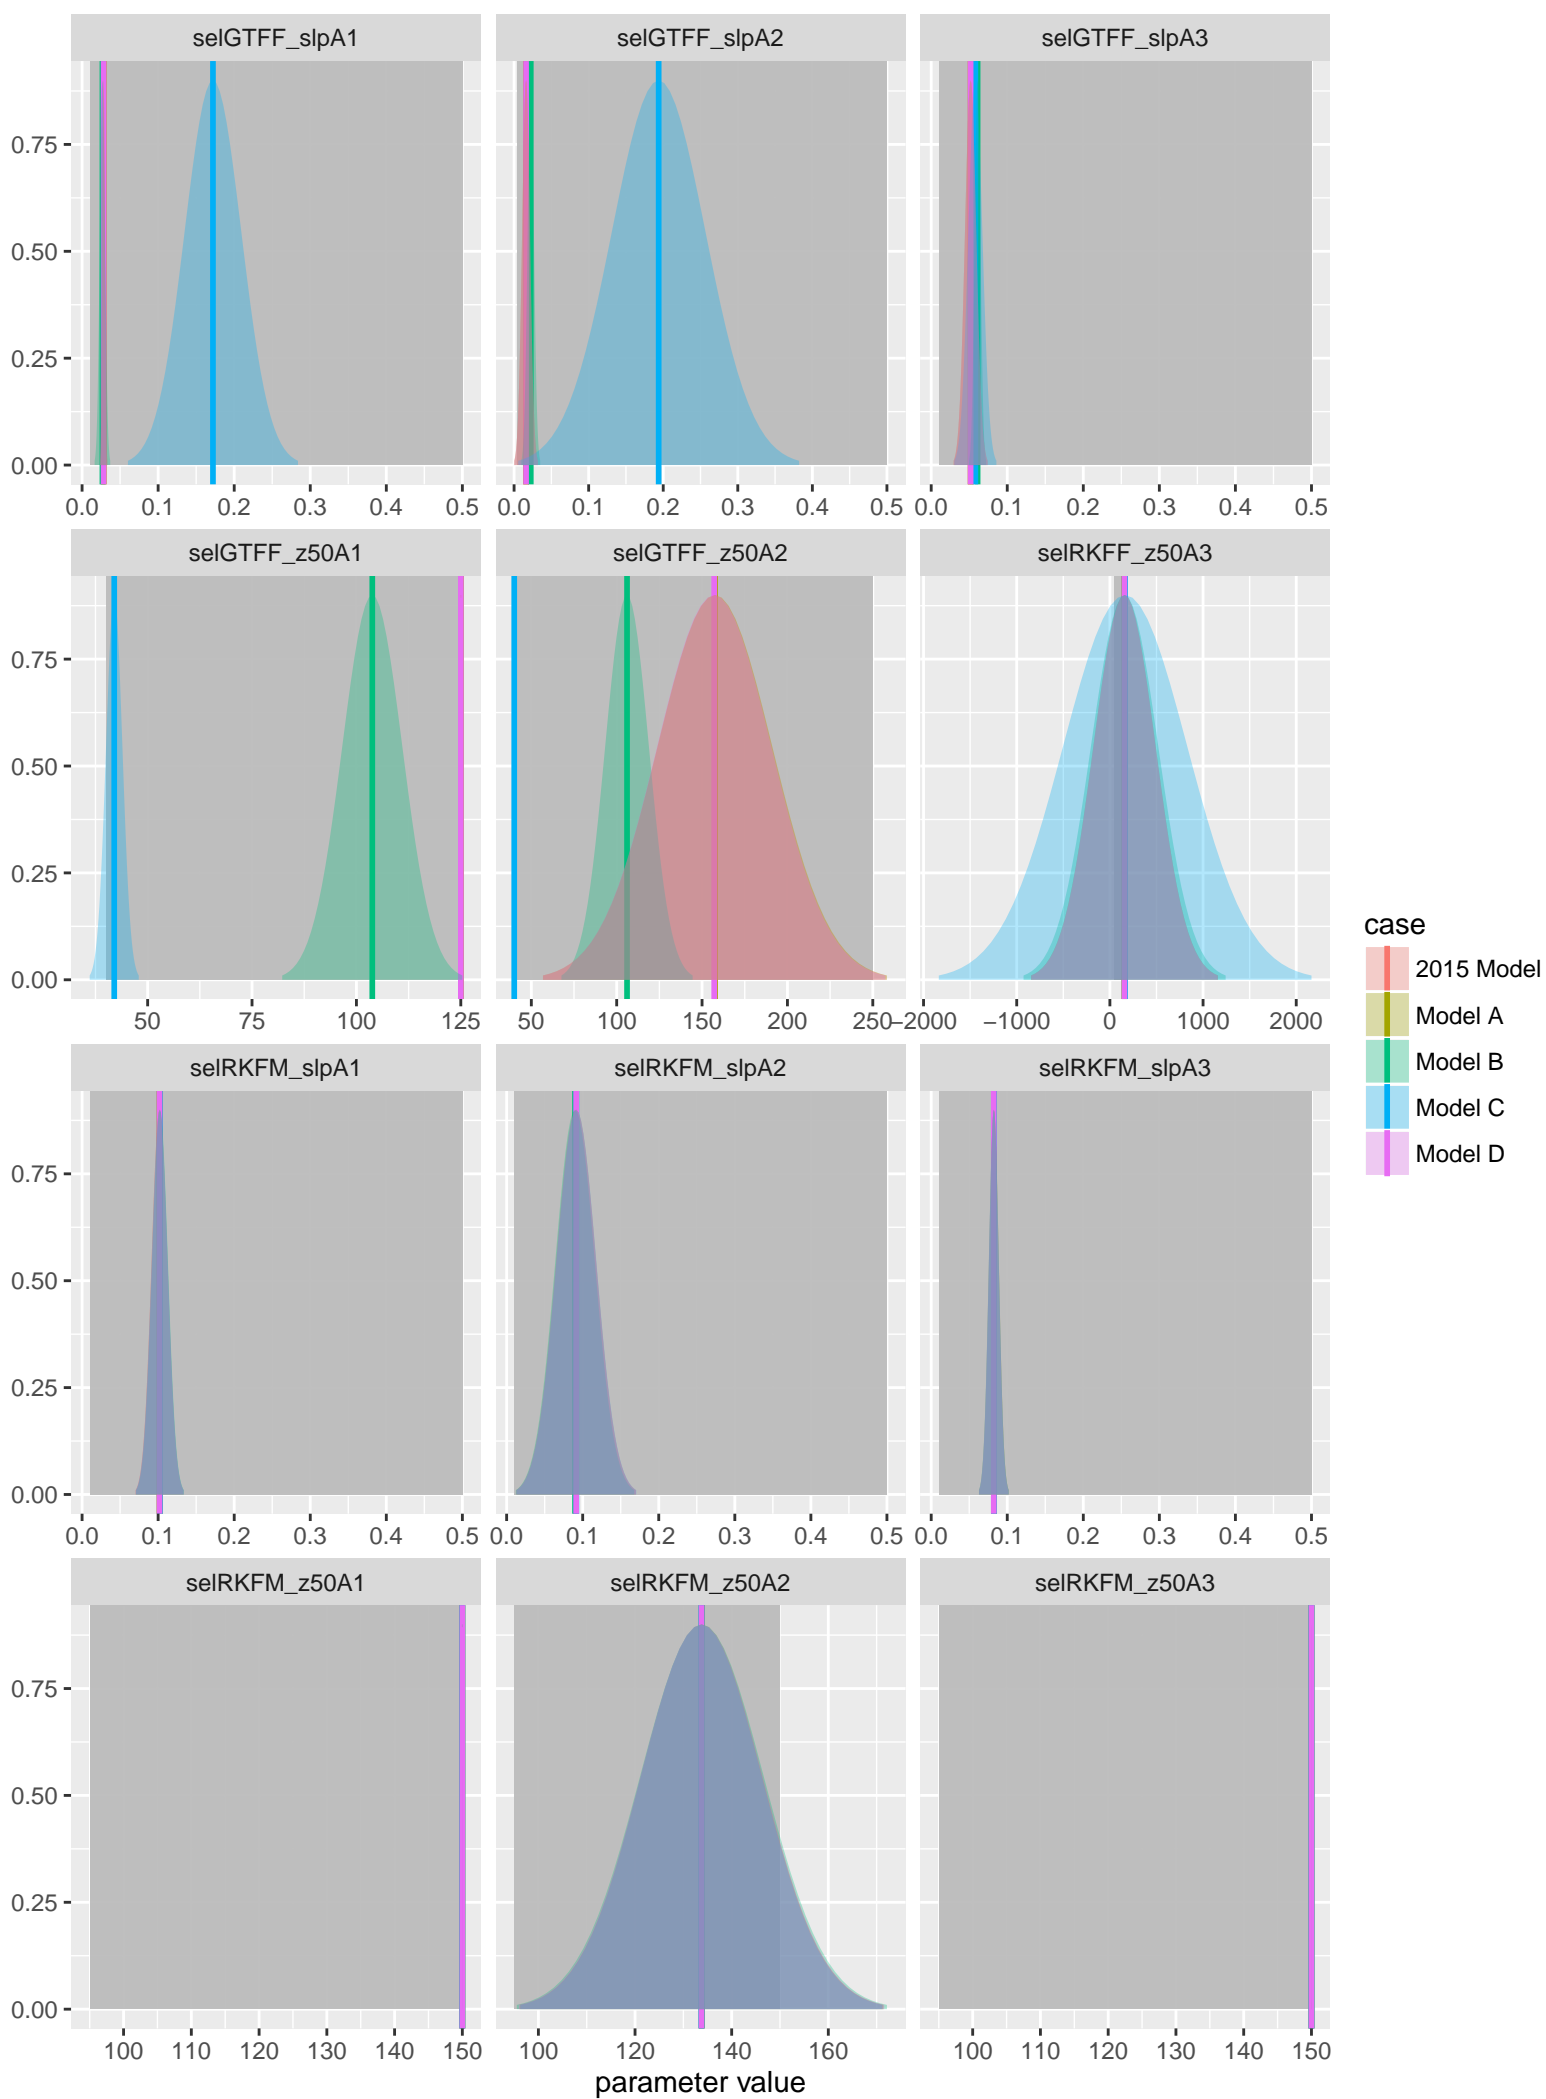 selGTFF_slpA1 selGTFF_slpA2 selGTFF_slpA3
0.75
0.50
0.25
0.00
0.0 0.1 0.2 0.3 0.4 0.5 0.0 0.1 0.2 0.3 0.4 0.5 0.0 0.1 0.2 0.3 0.4 0.5
selGTFF_z50A1 selGTFF_z50A2 selRKFF_z50A3
0.75
0.50
0.25
0.00
50 75 100 125 50 100 150 200 250 −2000 −1000 0 1000 2000
case
2015 Model
Model A
Model B
Model C
Model D
selRKFM_slpA1 selRKFM_slpA2 selRKFM_slpA3
0.75
0.50
0.25
0.00
0.0 0.1 0.2 0.3 0.4 0.5 0.0 0.1 0.2 0.3 0.4 0.5 0.0 0.1 0.2 0.3 0.4 0.5
selRKFM_z50A1 selRKFM_z50A2 selRKFM_z50A3
0.75
0.50
0.25
0.00
100 110 120 130 140 150 100 120 140 160 100 110 120 130 140 150
parameter value